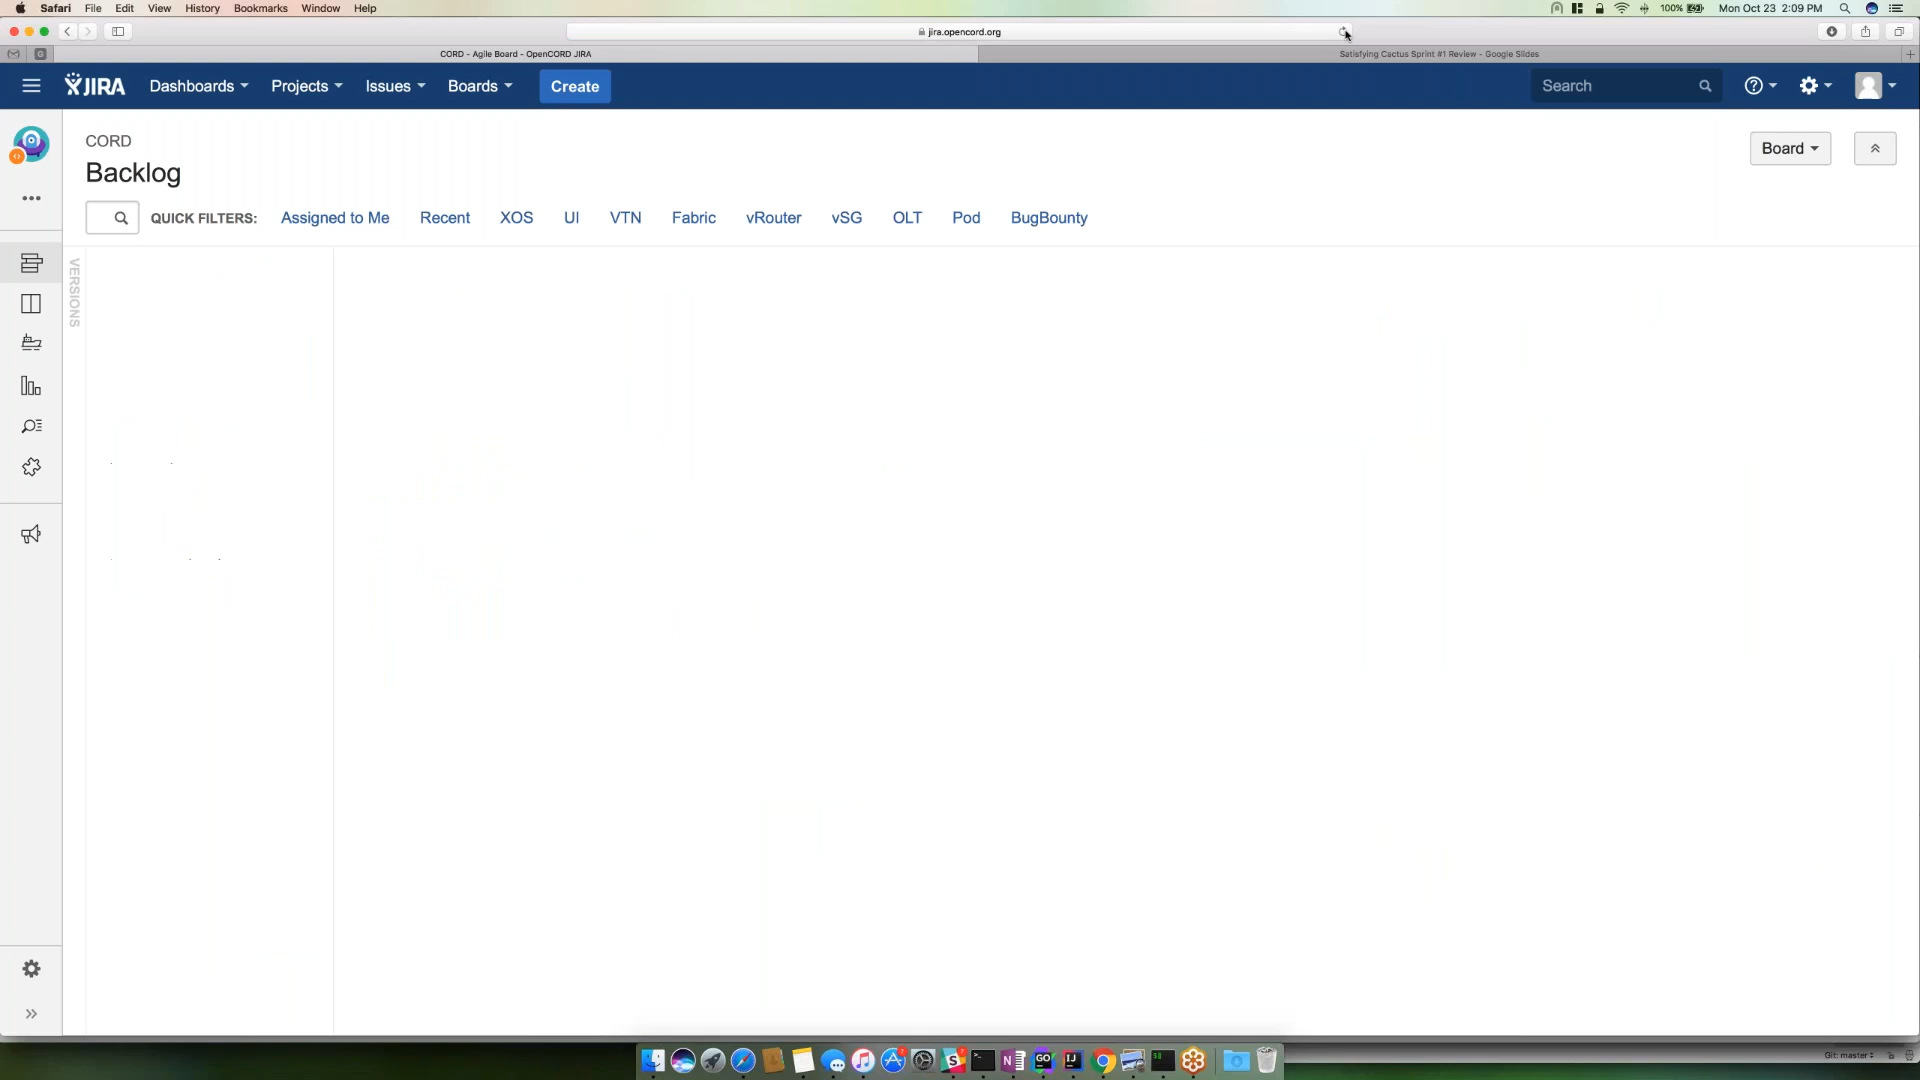 Safari File Edit View History Bookmarks Window Help 100% Mon Oct 23 2:09 PM
jira.opencord.org
CORD - Agile Board - OpenCORD JIRA Satisfying Cactus Sprint #1 Review - Google Slides
JIRA Dashboards Projects Issues Boards Create Search
CORD
Backlog
Board
QUICK FILTERS: Assigned to Me Recent XOS UI VTN Fabric vRouter vSG OLT Pod BugBounty
VERSIONS
Git: master